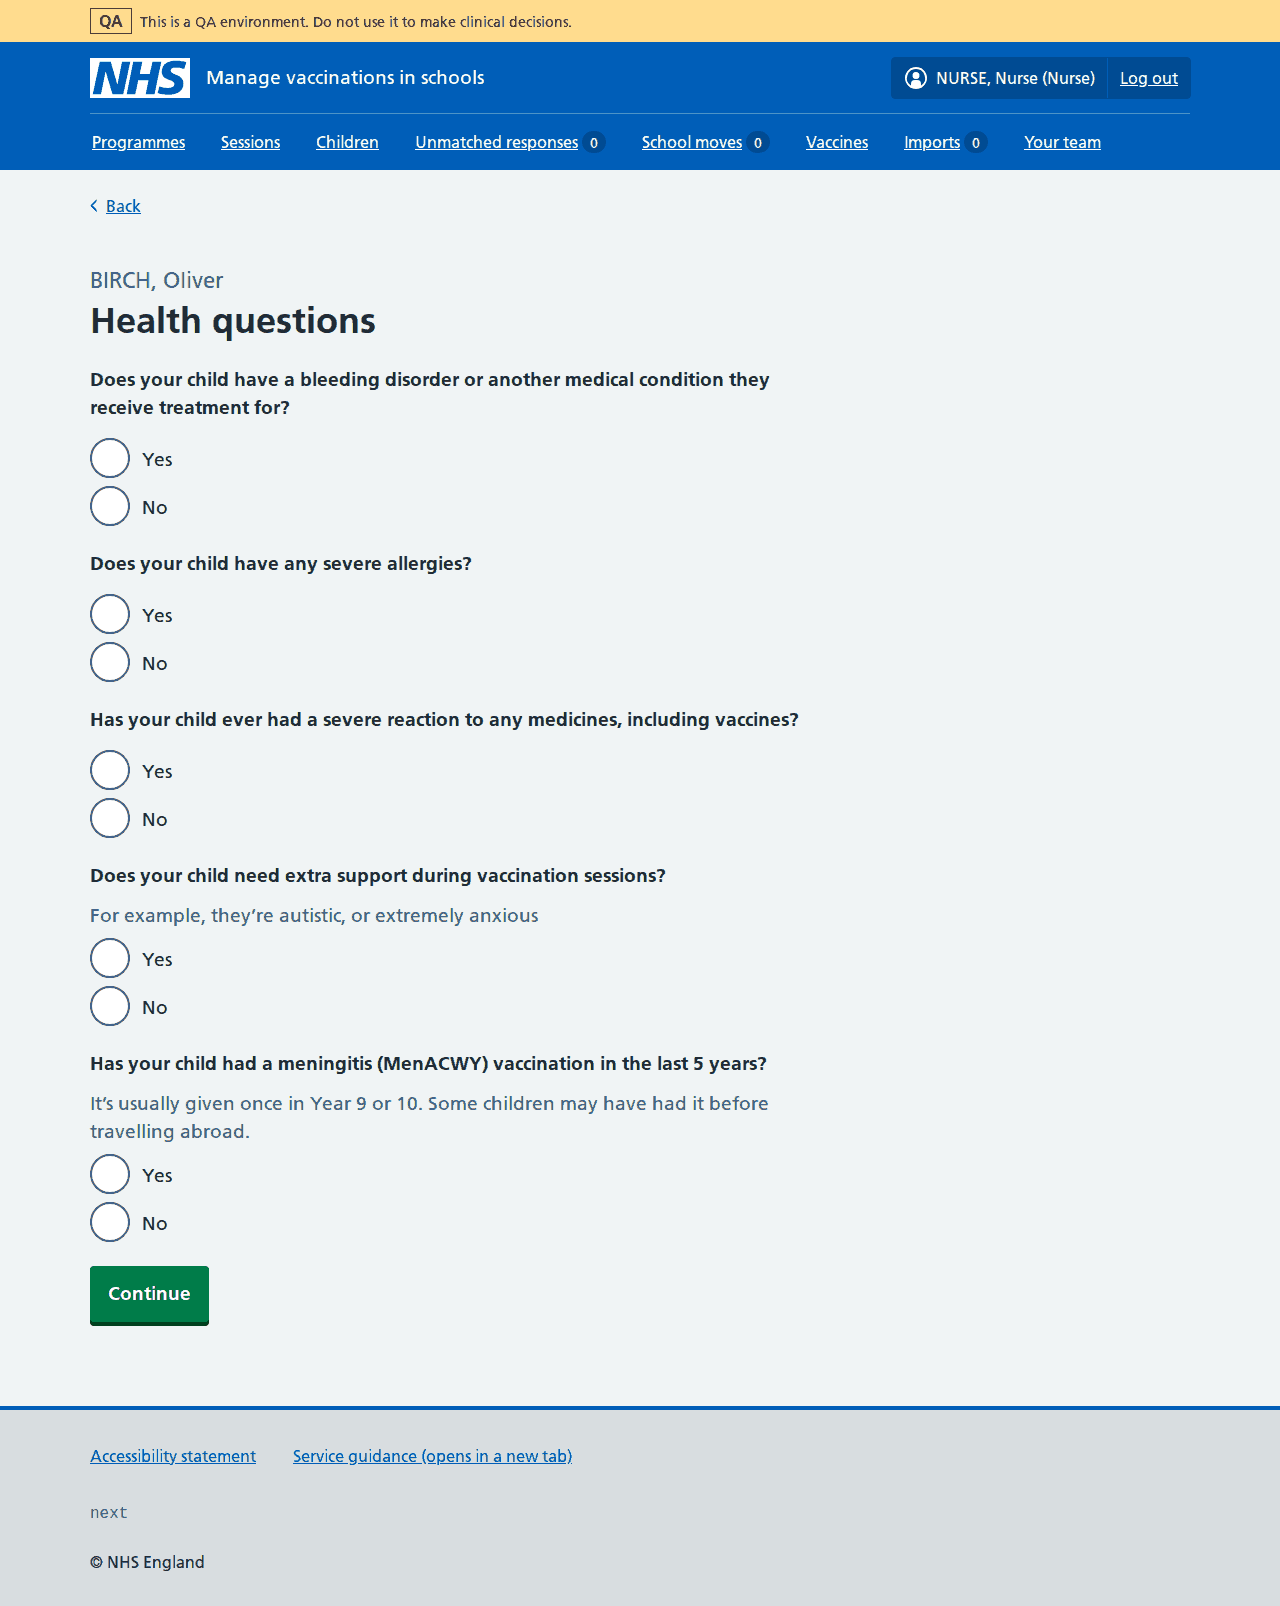 QA This is a QA environment. Do not use it to make clinical decisions.
NHS Manage vaccinations in schools NURSE, Nurse (Nurse) Log out
Programmes Sessions Children Unmatched responses 0 School moves 0 Vaccines Imports 0 Your team
Back
BIRCH, Oliver
Health questions
Does your child have a bleeding disorder or another medical condition they
receive treatment for?
Yes
No
Does your child have any severe allergies?
Yes
No
Has your child ever had a severe reaction to any medicines, including vaccines?
Yes
No
Does your child need extra support during vaccination sessions?
For example, they’re autistic, or extremely anxious
Yes
No
Has your child had a meningitis (MenACWY) vaccination in the last 5 years?
It’s usually given once in Year 9 or 10. Some children may have had it before
travelling abroad.
Yes
No
Continue
Accessibility statement Service guidance (opens in a new tab)
next
© NHS England